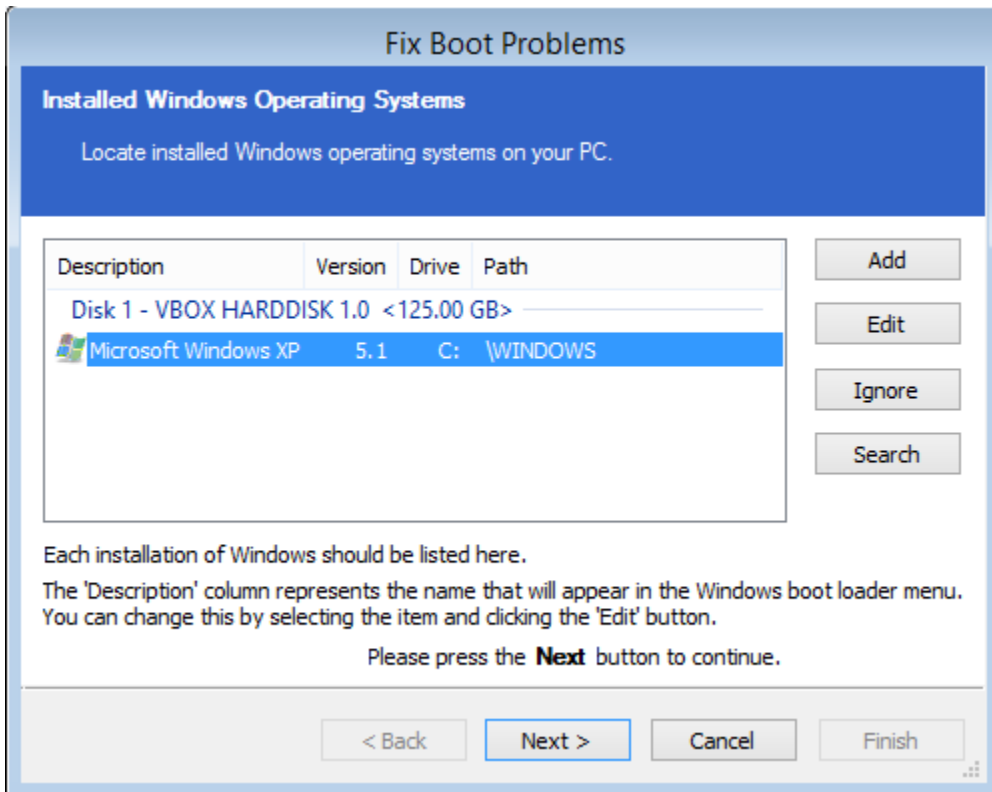 Fix Boot Problems
Installed Windows Operating Systems
Locate installed Windows operating systems on your PC.
Description Version Drive Path
Disk 1 - VBOX HARDDISK 1.0 <125.00 GB>
Microsoft Windows XP 5.1 C: \WINDOWS
Add
Edit
Ignore
Search
Each installation of Windows should be listed here.
The 'Description' column represents the name that will appear in the Windows boot loader menu.
You can change this by selecting the item and clicking the 'Edit' button.
Please press the Next button to continue.
< Back Next > Cancel Finish